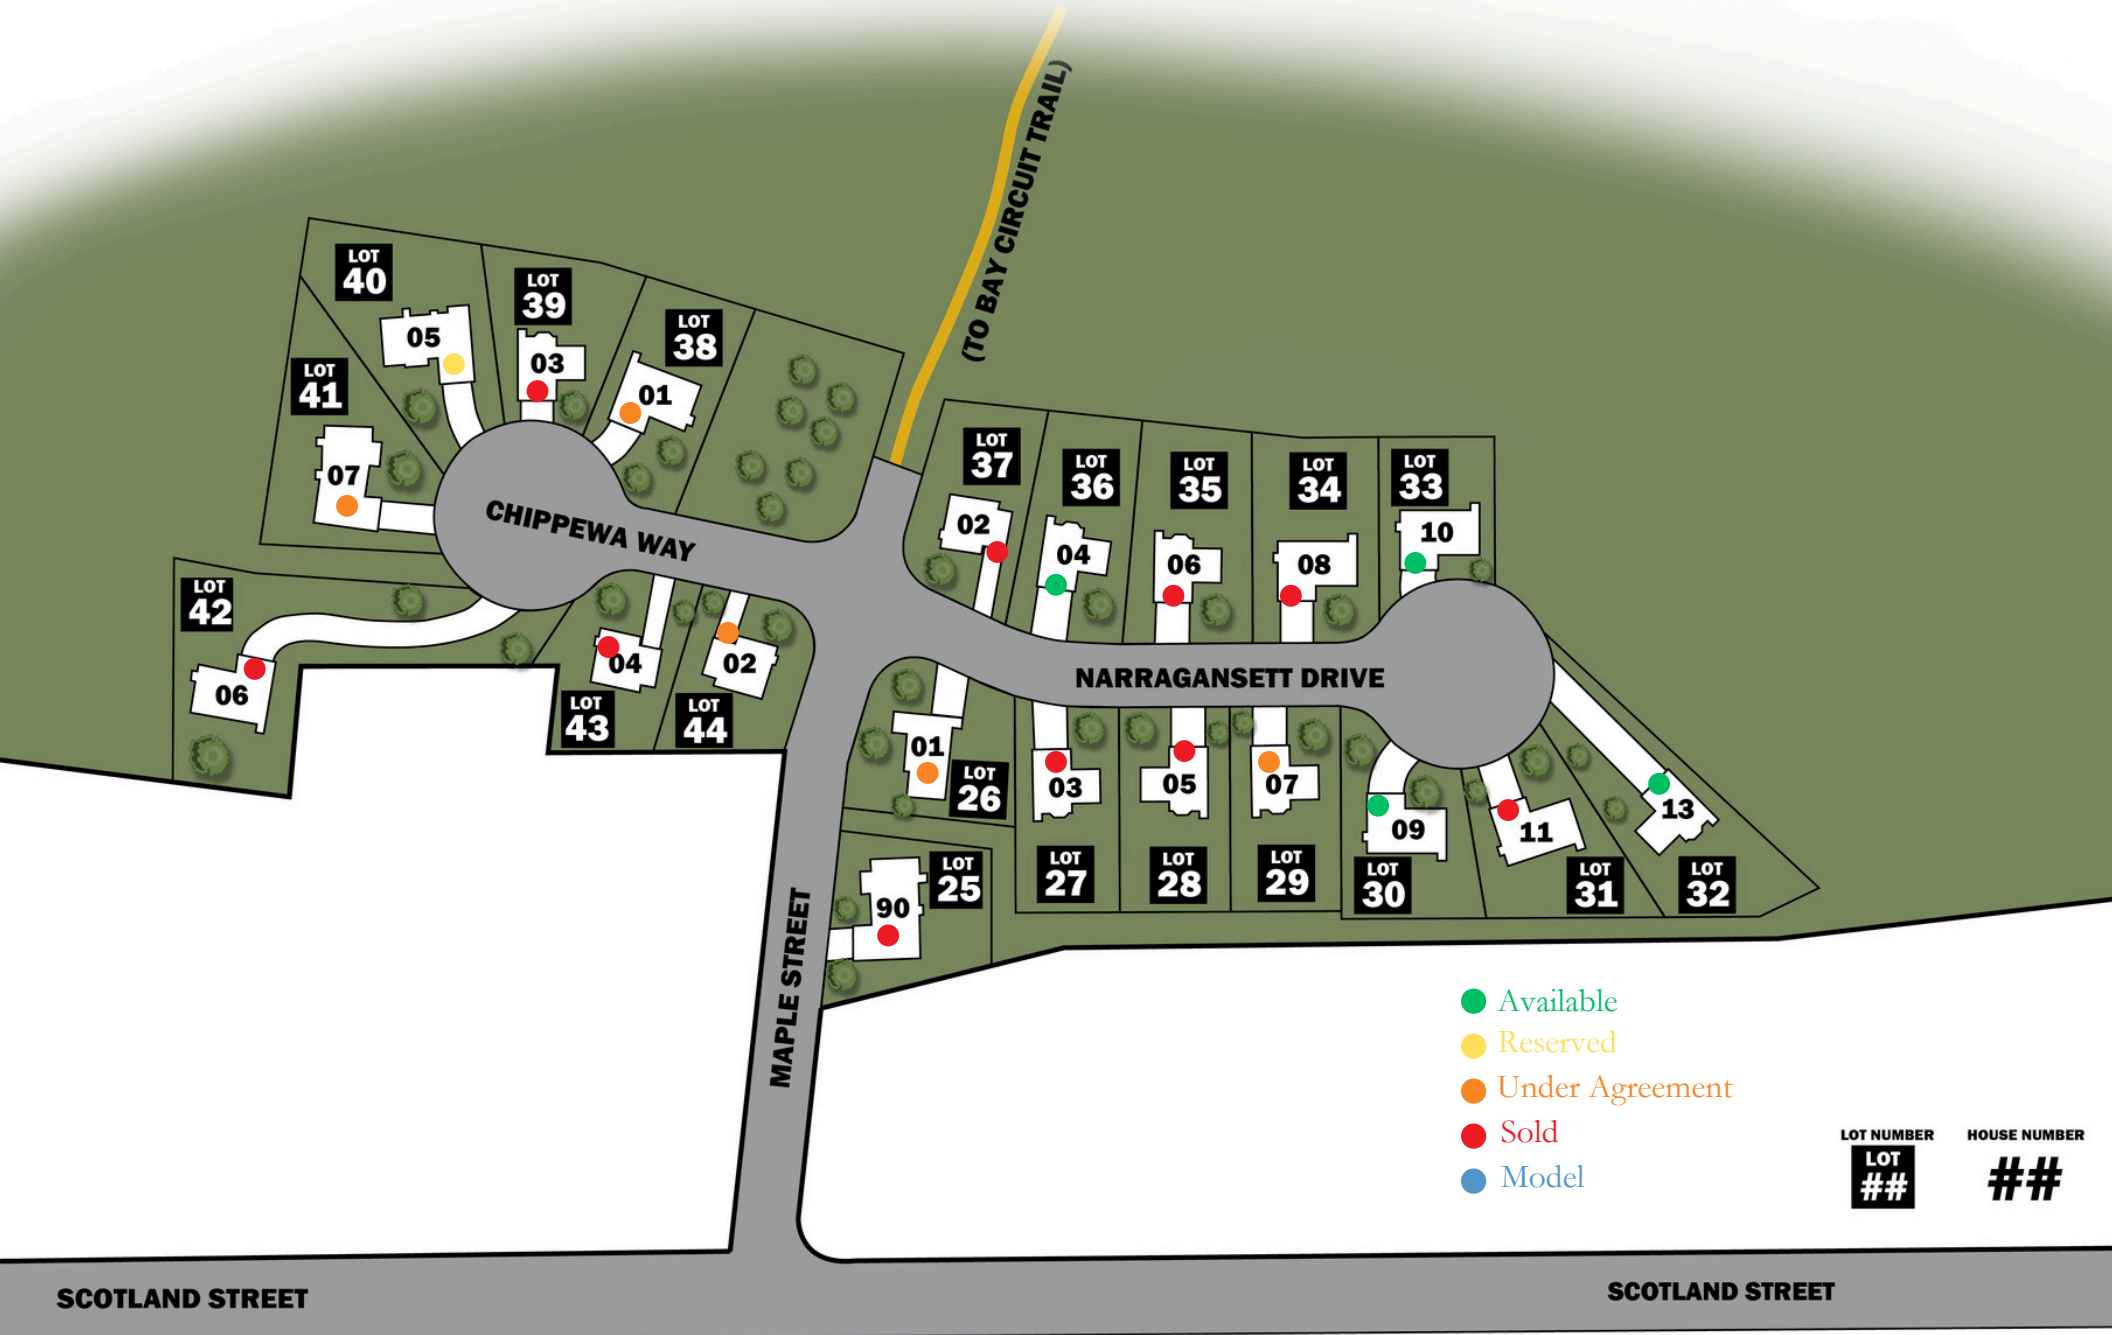 (TO BAY CIRCUIT TRAIL)
LOT
40
05
LOT
39
03
LOT
38
01
LOT
41
07
CHIPPEWA WAY
LOT
42
06
LOT
43
04
LOT
44
02
LOT
37
02
LOT
36
04
LOT
35
06
LOT
34
08
LOT
33
10
NARRAGANSETT DRIVE
01
LOT
26
03
LOT
27
05
LOT
28
07
LOT
29
09
LOT
30
11
LOT
31
13
LOT
32
90
LOT
25
MAPLE STREET
Available
Reserved
Under Agreement
Sold
Model
LOT NUMBER
LOT
##
HOUSE NUMBER
##
SCOTLAND STREET
SCOTLAND STREET